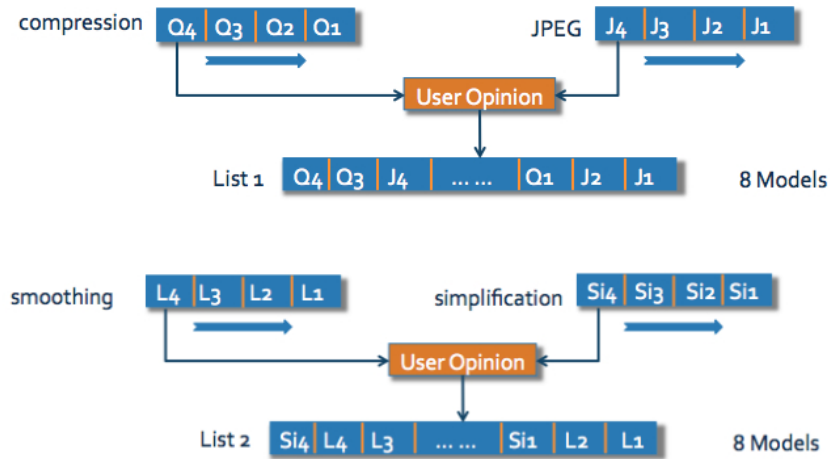 compression Q4 Q3 Q2 Q1 JPEG J4 J3 J2 J1
User Opinion
List 1 Q4 Q3 J4 ... ... Q1 J2 J1 8 Models
smoothing L4 L3 L2 L1 simplification Si4 Si3 Si2 Si1
User Opinion
List 2 Si4 L4 L3 ... ... Si1 L2 L1 8 Models